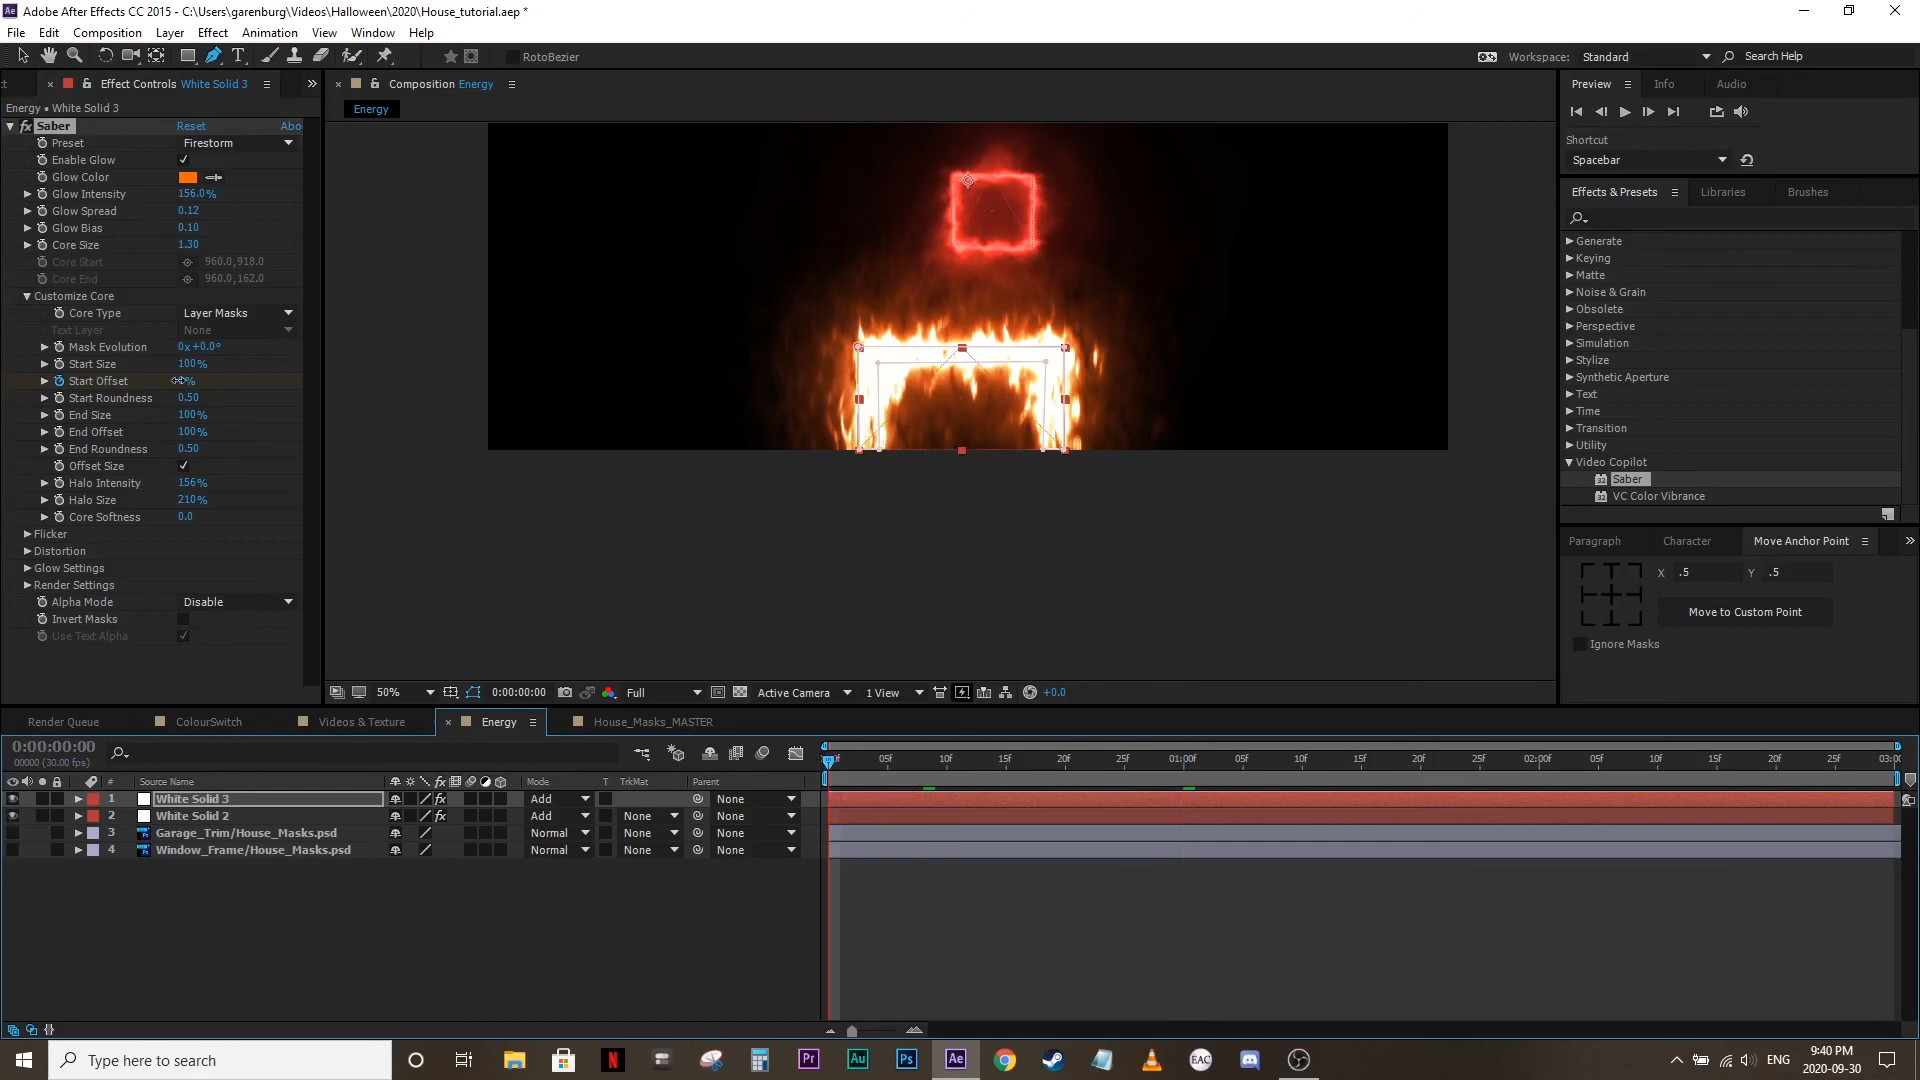 Adobe After Effects CC 2015 - C:\Users\garenburg\Videos\Halloween\2020\House_tutorial.aep *
File Edit Composition Layer Effect Animation View Window Help
RotoBezier
Workspace: Standard Search Help
Effect Controls White Solid 3
Energy • White Solid 3
fx Saber Reset Abo
Preset Firestorm
Enable Glow
Glow Color
Glow Intensity 156.0%
Glow Spread 0.12
Glow Bias 0.10
Core Size 1.30
Core Start 960.0,918.0
Core End 960.0,162.0
Customize Core
Core Type Layer Masks
Text Layer None
Mask Evolution 0x+0.0°
Start Size 100%
Start Offset %
Start Roundness 0.50
End Size 100%
End Offset 100%
End Roundness 0.50
Offset Size
Halo Intensity 156%
Halo Size 210%
Core Softness 0.0
Flicker
Distortion
Glow Settings
Render Settings
Alpha Mode Disable
Invert Masks
Use Text Alpha
Composition Energy
Energy
50% 0:00:00:00 Full Active Camera 1 View +0.0
Preview Info Audio
Shortcut
Spacebar
Effects & Presets Libraries Brushes
Generate
Keying
Matte
Noise & Grain
Obsolete
Perspective
Simulation
Stylize
Synthetic Aperture
Text
Time
Transition
Utility
Video Copilot
32 Saber
32 VC Color Vibrance
Paragraph Character Move Anchor Point
X .5 Y .5
Move to Custom Point
Ignore Masks
Render Queue ColourSwitch Videos & Texture Energy House_Masks_MASTER
0:00:00:00
00000 (30.00 fps)
05f 10f 15f 20f 25f 01:00f 05f 10f 15f 20f 25f 02:00f 05f 10f 15f 20f 25f 03:00
# Source Name fx Mode T TrkMat Parent
1 White Solid 3 fx Add None
2 White Solid 2 fx Add None None
3 Garage_Trim/House_Masks.psd Normal None None
4 Window_Frame/House_Masks.psd Normal None None
Type here to search
N Pr Au Ps Ae EAC
ENG 9:40 PM
2020-09-30